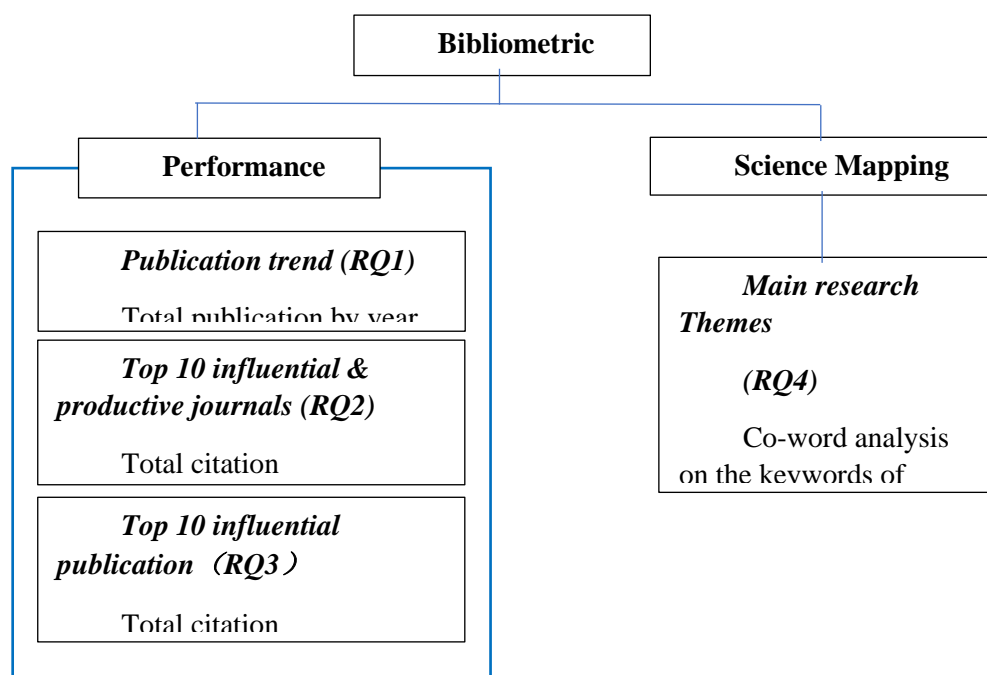 Bibliometric
Performance
Science Mapping
Publication trend (RQ1)
Total publication by year
Top 10 influential &
productive journals (RQ2)
Total citation
Top 10 influential
publication（RQ3）
Total citation
Main research
Themes
(RQ4)
Co-word analysis
on the keywords of